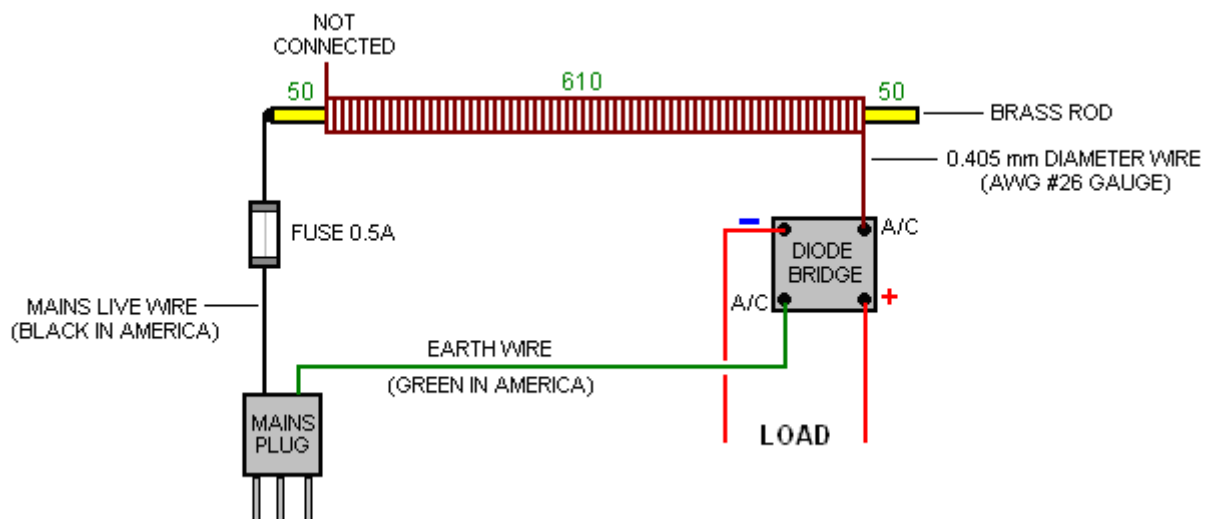 NOT
CONNECTED
50
610
50
BRASS ROD
0.405 mm DIAMETER WIRE
(AWG #26 GAUGE)
FUSE 0.5A
−
A/C
DIODE
BRIDGE
MAINS LIVE WIRE
(BLACK IN AMERICA)
A/C
+
EARTH WIRE
(GREEN IN AMERICA)
MAINS
PLUG
LOAD